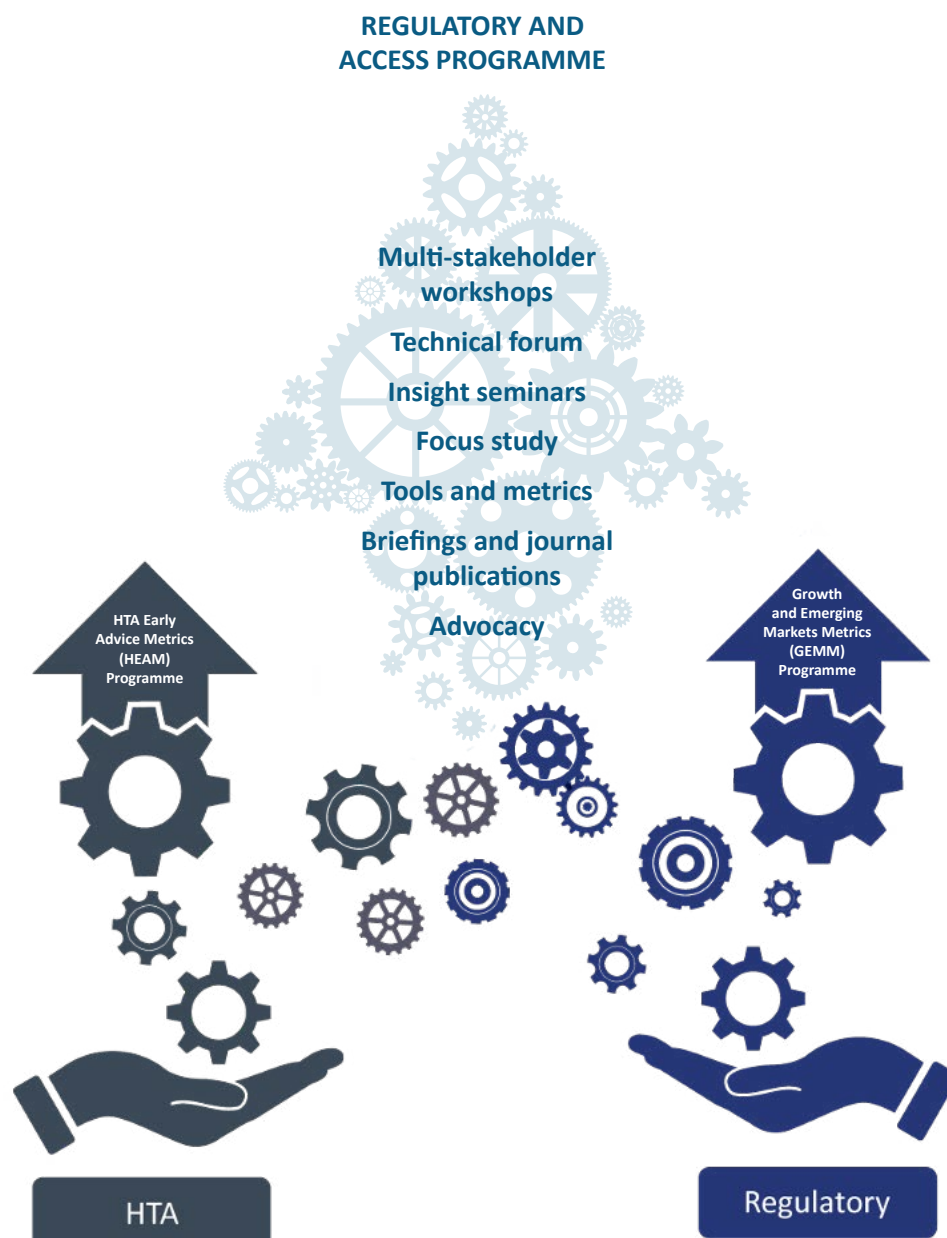 REGULATORY AND
ACCESS PROGRAMME
Multi-stakeholder
workshops
Technical forum
Insight seminars
Focus study
Tools and metrics
Briefings and journal
publications
Advocacy
HTA Early
Advice Metrics
(HEAM)
Programme
Growth
and Emerging
Markets Metrics
(GEMM)
Programme
HTA
Regulatory